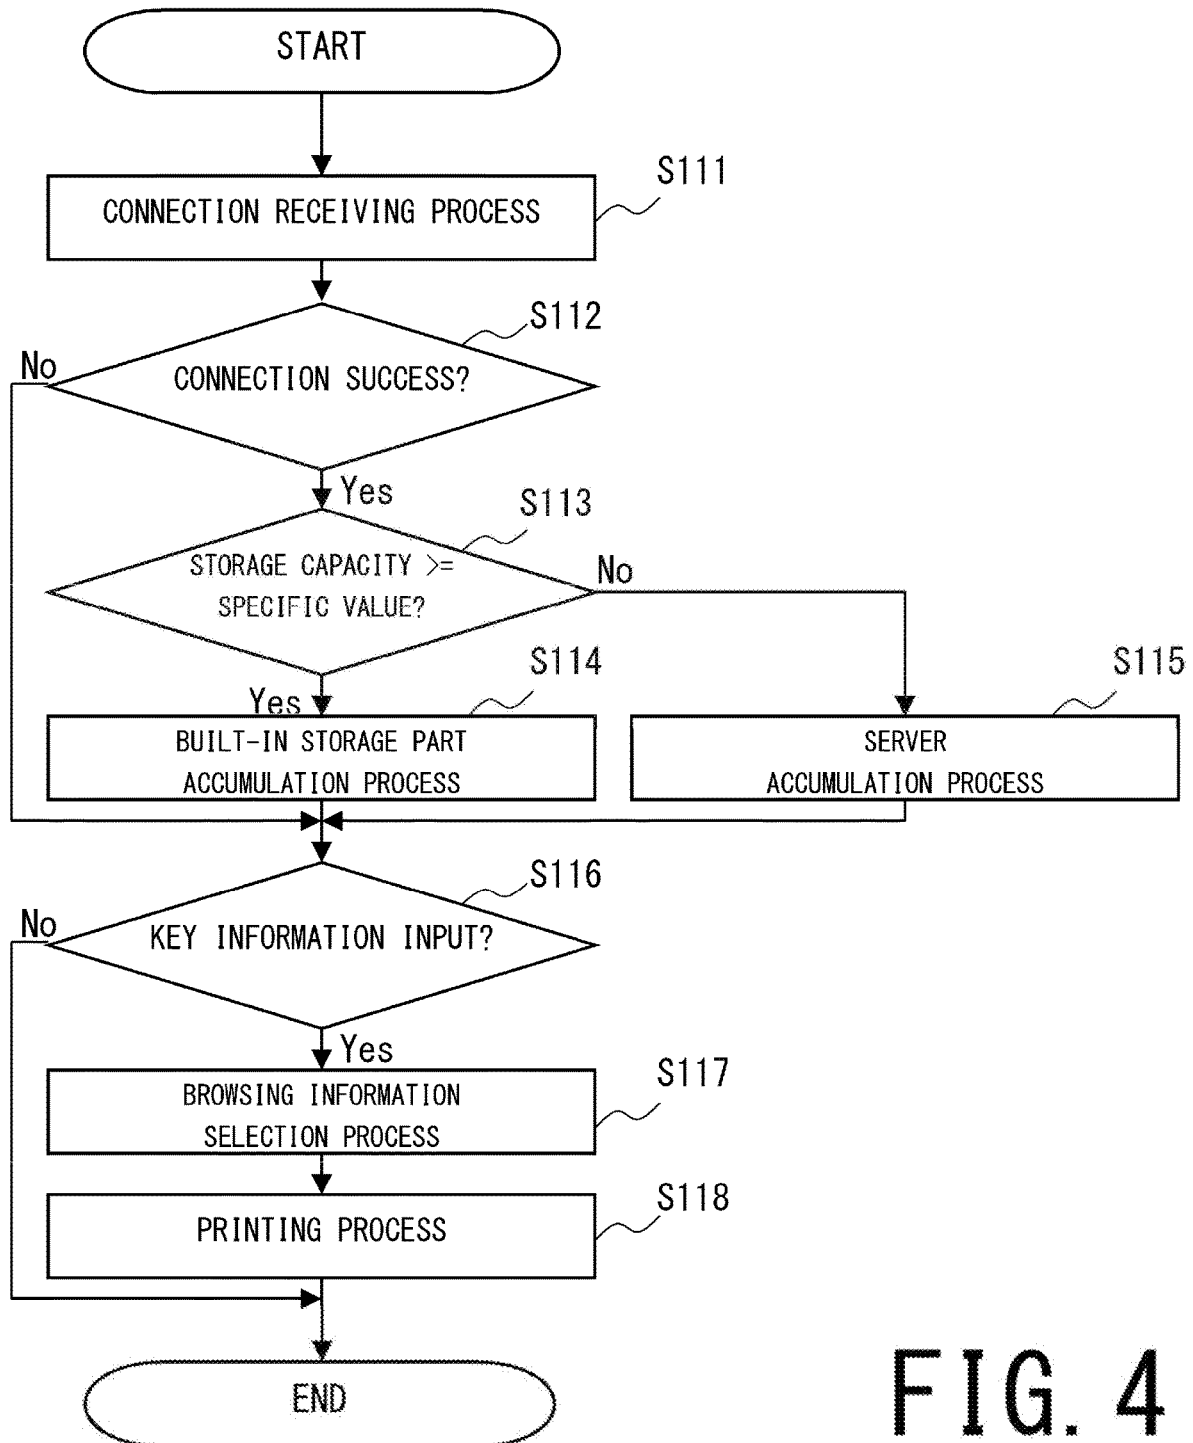 START
S111
CONNECTION RECEIVING PROCESS
S112
No
CONNECTION SUCCESS?
Yes
S113
STORAGE CAPACITY >=
SPECIFIC VALUE?
No
S114
S115
Yes
BUILT-IN STORAGE PART
ACCUMULATION PROCESS
SERVER
ACCUMULATION PROCESS
S116
No
KEY INFORMATION INPUT?
Yes
S117
BROWSING INFORMATION
SELECTION PROCESS
S118
PRINTING PROCESS
END
FIG. 4